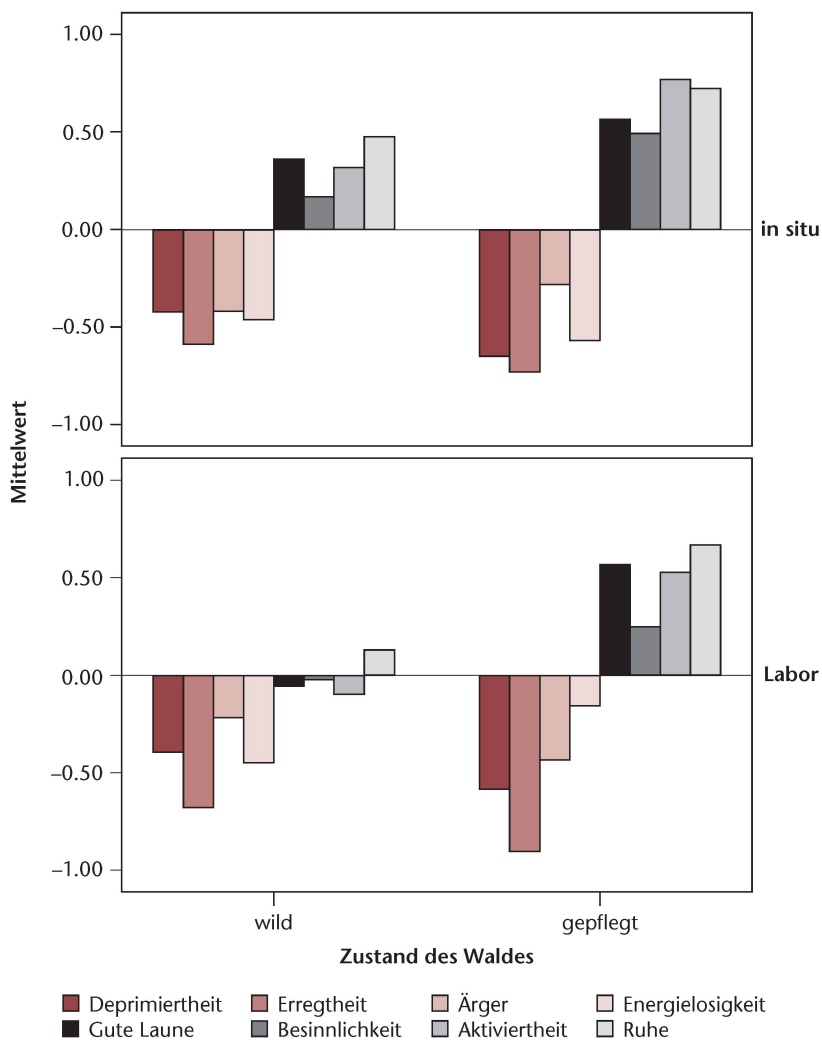 1.00
0.50
0.00
–0.50
–1.00
in situ
Mittelwert
1.00
0.50
0.00
–0.50
–1.00
Labor
wild gepflegt
Zustand des Waldes
Deprimiertheit Erregtheit Ärger Energielosigkeit
Gute Laune Besinnlichkeit Aktiviertheit Ruhe